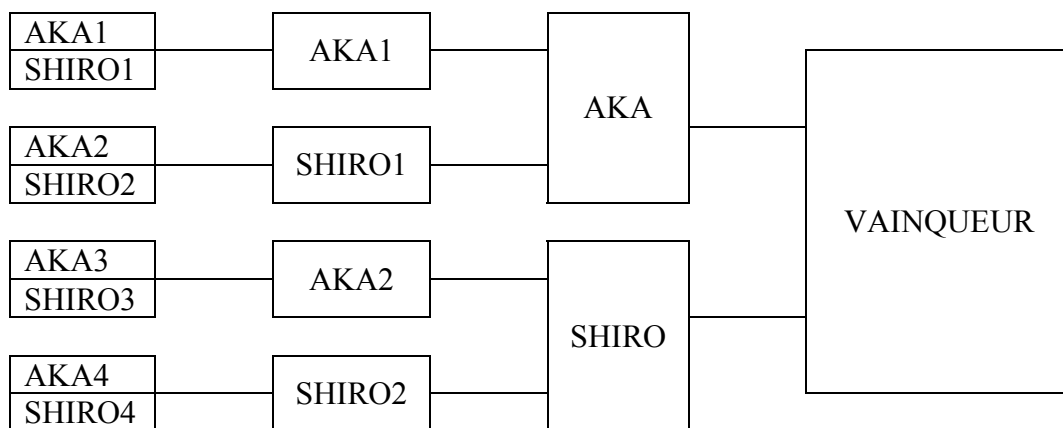 AKA1
SHIRO1
AKA2
SHIRO2
AKA3
SHIRO3
AKA4
SHIRO4
AKA1
SHIRO1
AKA2
SHIRO2
AKA
SHIRO
VAINQUEUR